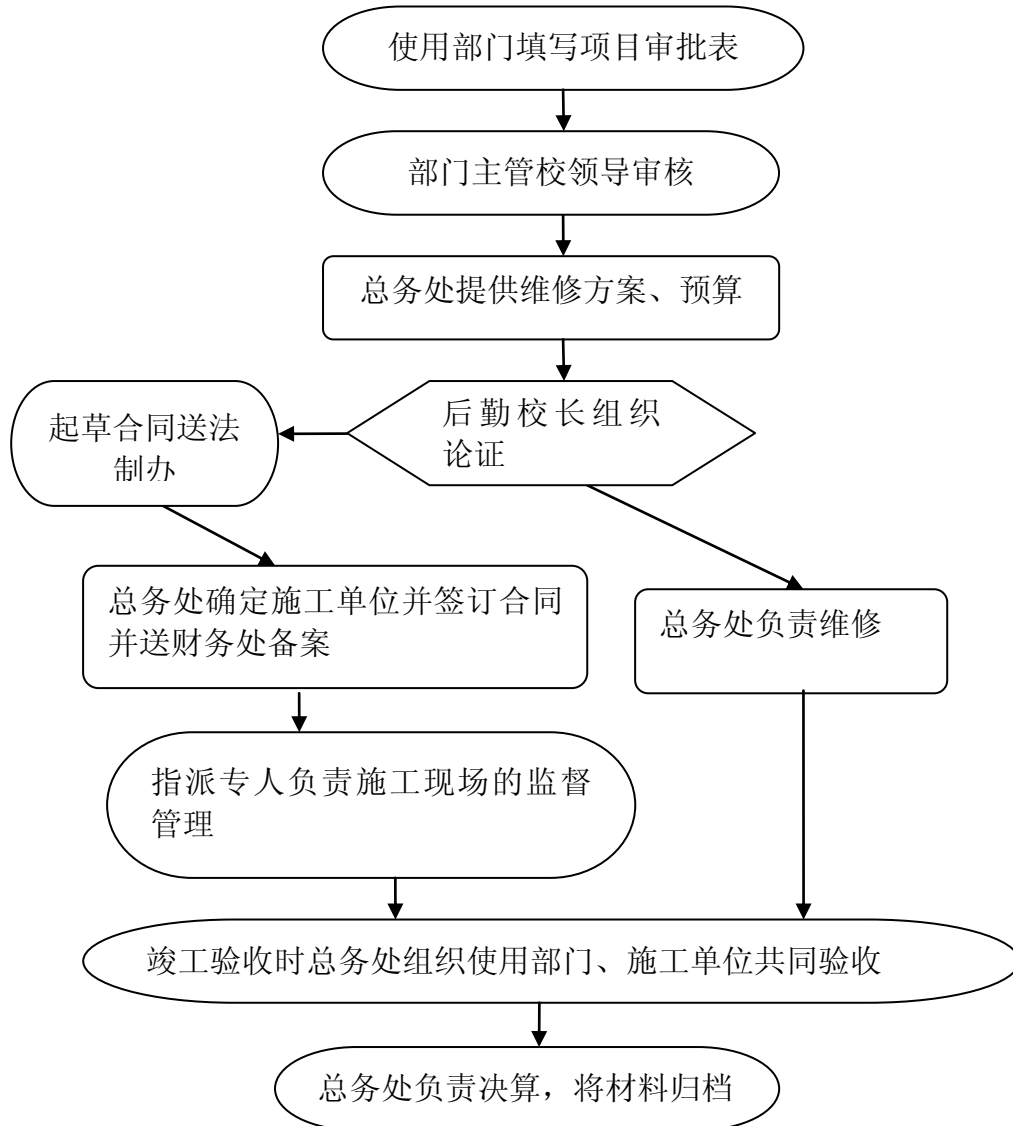 使用部门填写项目审批表
部门主管校领导审核
总务处提供维修方案、预算
后勤校长组织
论证
起草合同送法
制办
总务处确定施工单位并签订合同
并送财务处备案
总务处负责维修
指派专人负责施工现场的监督
管理
竣工验收时总务处组织使用部门、施工单位共同验收
总务处负责决算，将材料归档